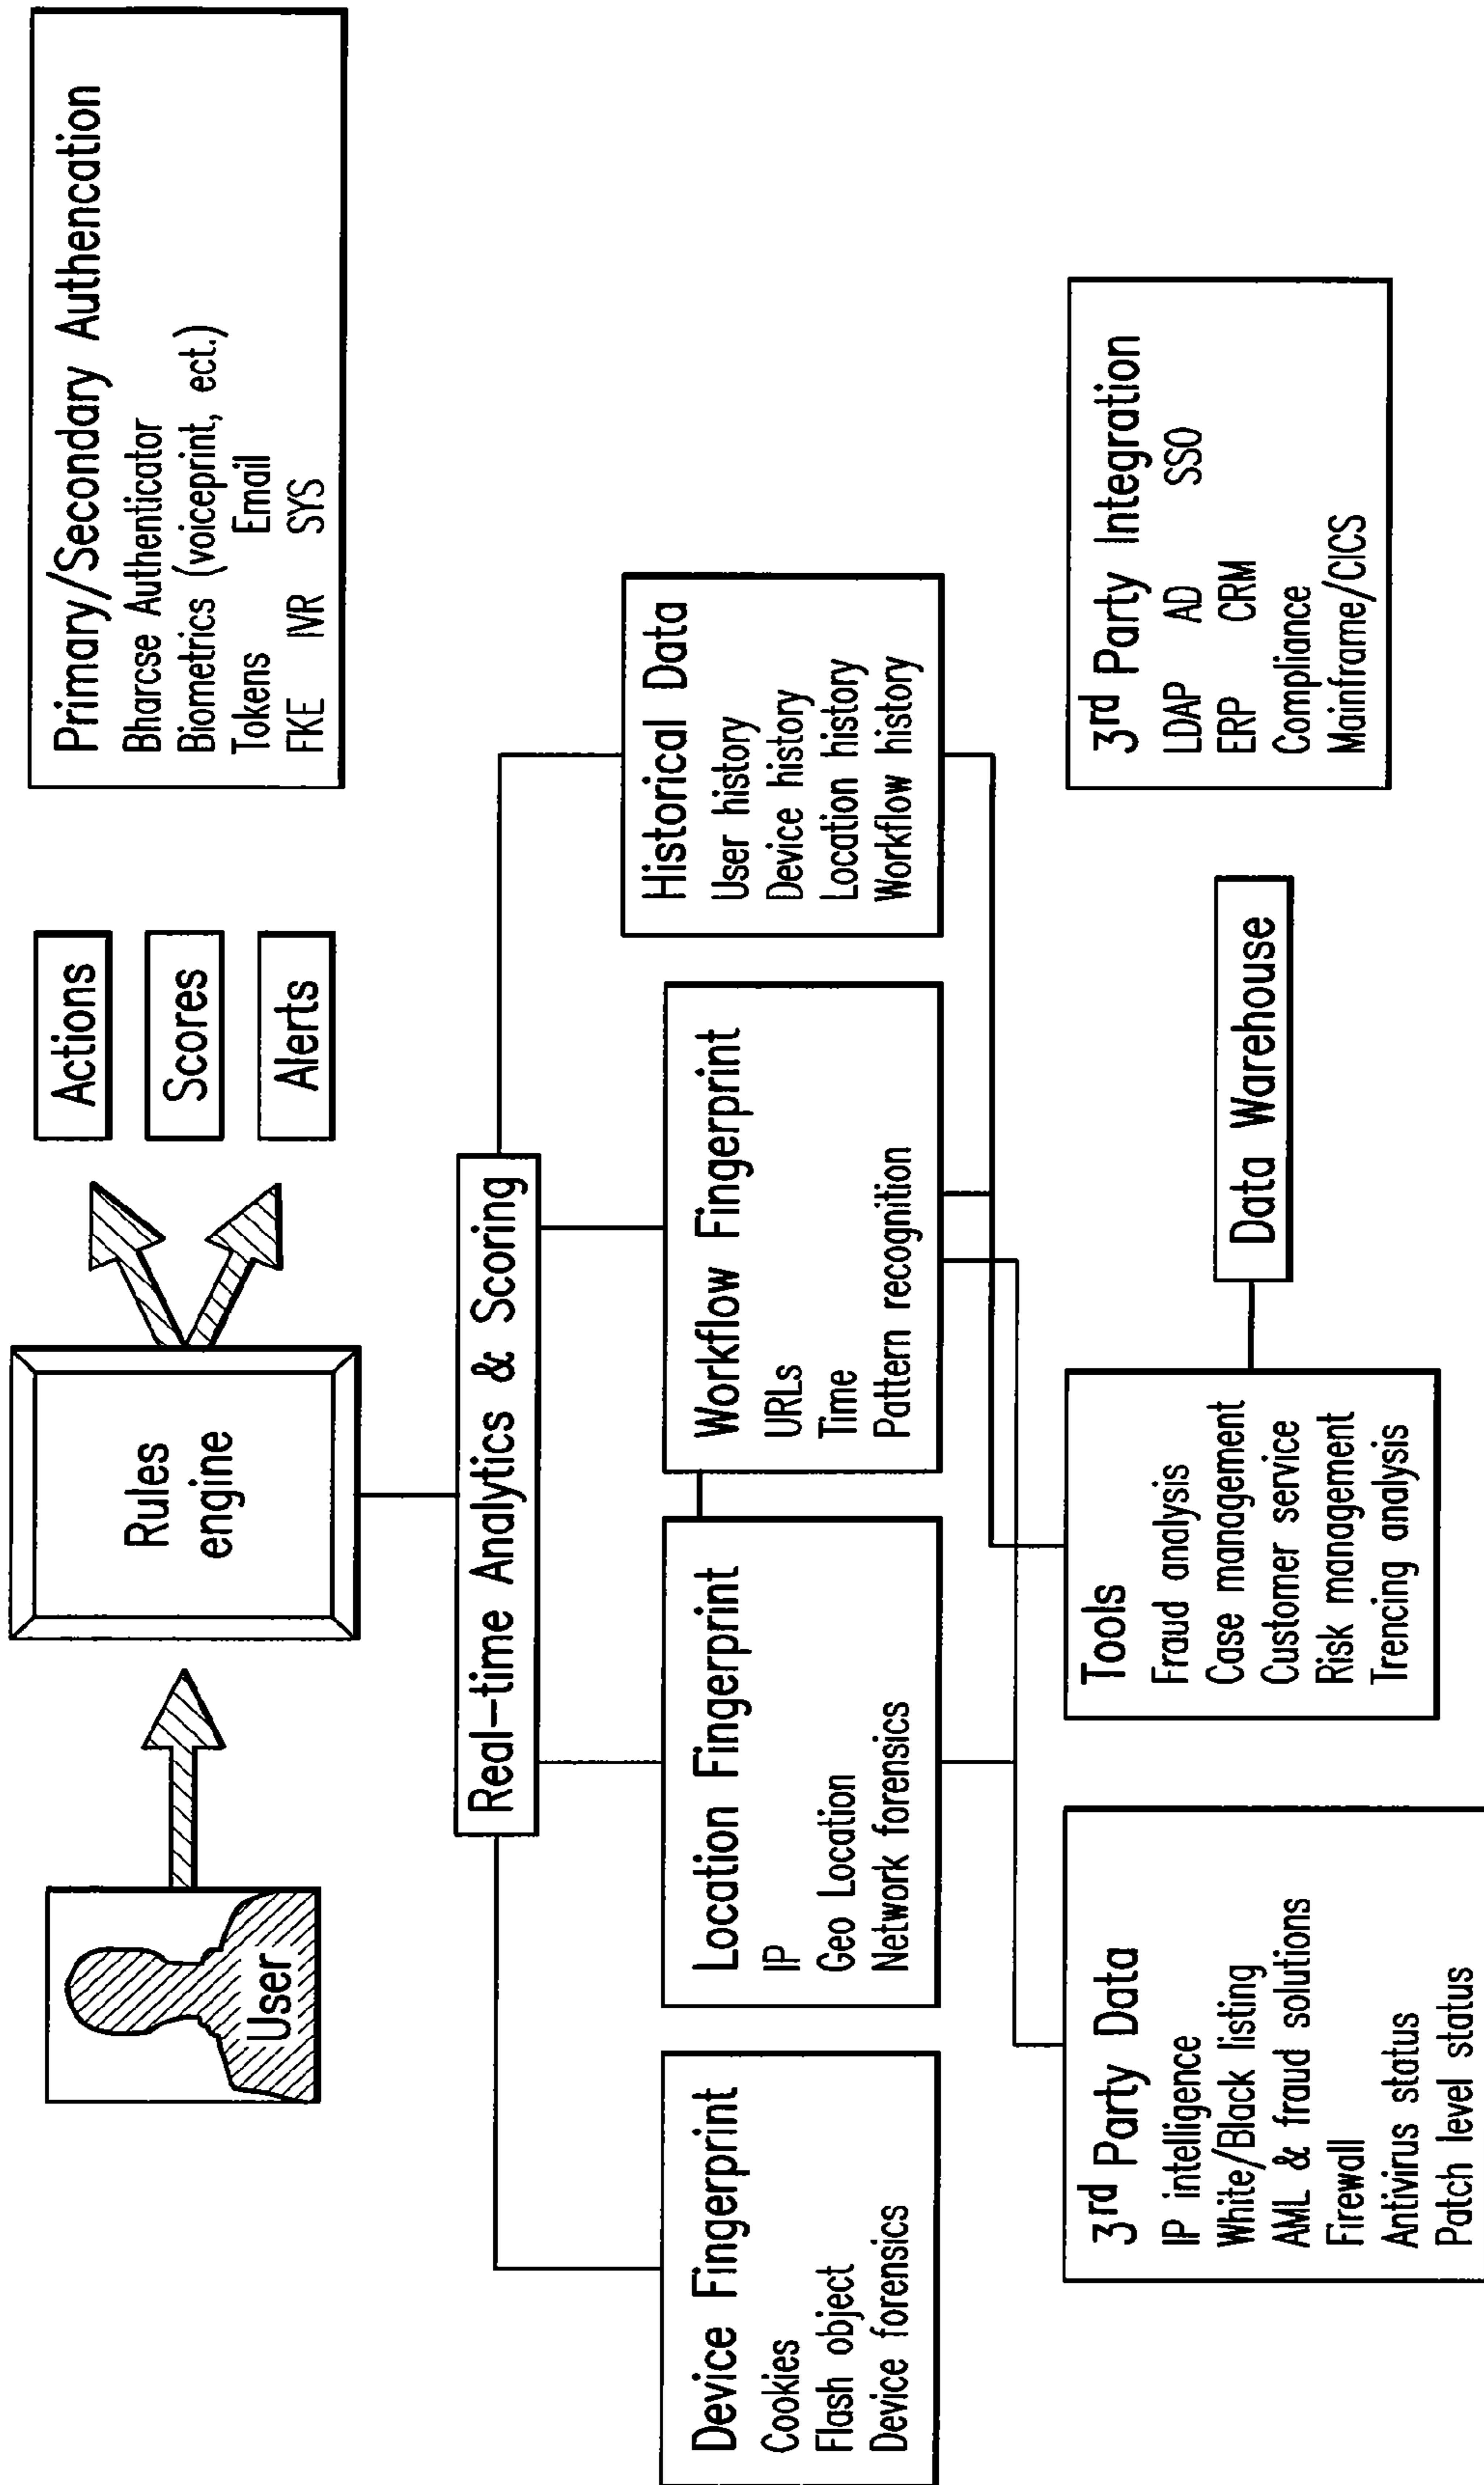 User
Rules
engine
Actions
Scores
Alerts
Primary/Secondary Authencation
Bharcse Authenticator
Biometrics (voiceprint, ect.)
Tokens Email
FKE IVR SYS
Real-time Analytics & Scoring
Device Fingerprint
Cookies
Flash object
Device forensics
Location Fingerprint
IP
Geo Location
Network forensics
Workflow Fingerprint
URLs
Time
Pattern recognition
Historical Data
User history
Device history
Location history
Workflow history
3rd Party Data
IP intelligence
White/Black listing
AML & fraud solutions
Firewall
Antivirus status
Patch level status
Tools
Fraud analysis
Case management
Customer service
Risk management
Trencing analysis
Data Warehouse
3rd Party Integration
LDAP AD SSO
ERP CRM
Compliance
Mainframe/CICS